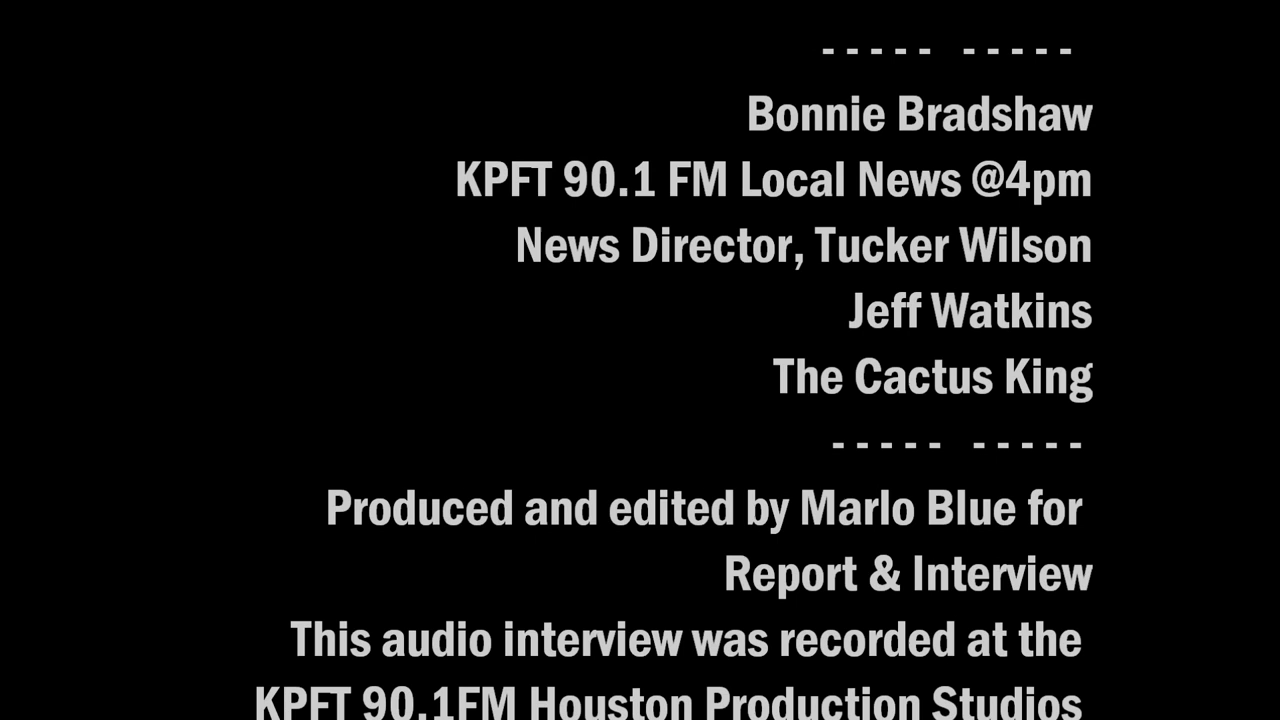 ----- -----
Bonnie Bradshaw
KPFT 90.1 FM Local News @4pm
News Director, Tucker Wilson
Jeff Watkins
The Cactus King
----- -----
Produced and edited by Marlo Blue for
Report & Interview
This audio interview was recorded at the
KPFT 90.1FM Houston Production Studios